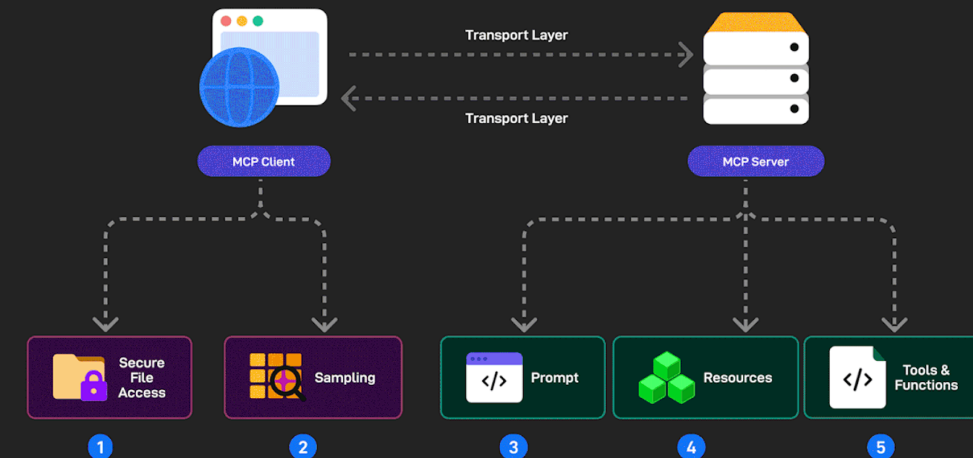 Transport Layer
Transport Layer
MCP Client
MCP Server
Secure
File
Access
Sampling
</>
Prompt
Resources
</>
Tools &
Functions
1
2
3
4
5